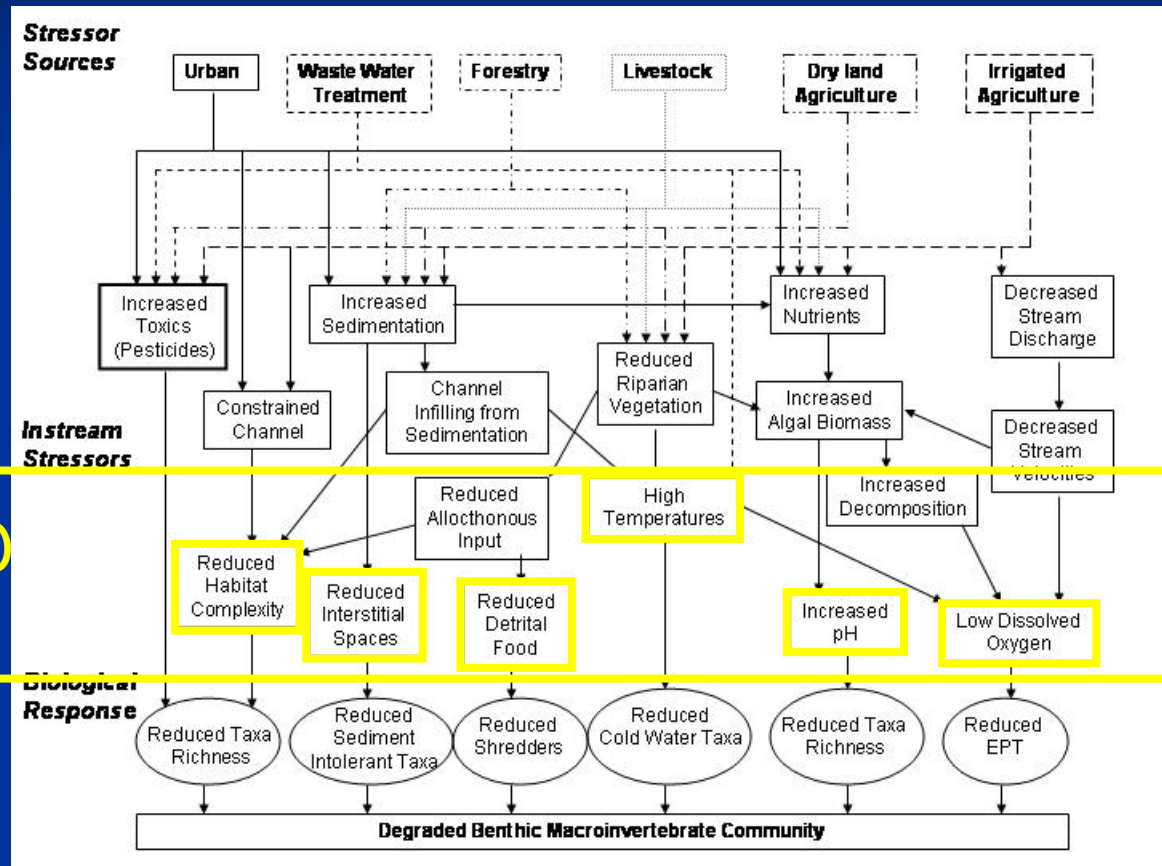 Stressor
Sources
Urban
Waste Water
Treatment
Forestry
Livestock
Dry land
Agriculture
Irrigated
Agriculture
Increased
Toxics
(Pesticides)
Increased
Sedimentation
Increased
Nutrients
Decreased
Stream
Discharge
Constrained
Channel
Channel
Infilling from
Sedimentation
Reduced
Riparian
Vegetation
Increased
Algal Biomass
Decreased
Stream
Velocities
Instream
Stressors
Reduced
Allocthonous
Input
High
Temperatures
Increased
Decomposition
)
Reduced
Habitat
Complexity
Reduced
Interstitial
Spaces
Reduced
Detrital
Food
Increased
pH
Low Dissolved
Oxygen
Biological
Response
Reduced Taxa
Richness
Reduced
Sediment
Intolerant Taxa
Reduced
Shredders
Reduced
Cold Water Taxa
Reduced Taxa
Richness
Reduced
EPT
Degraded Benthic Macroinvertebrate Community